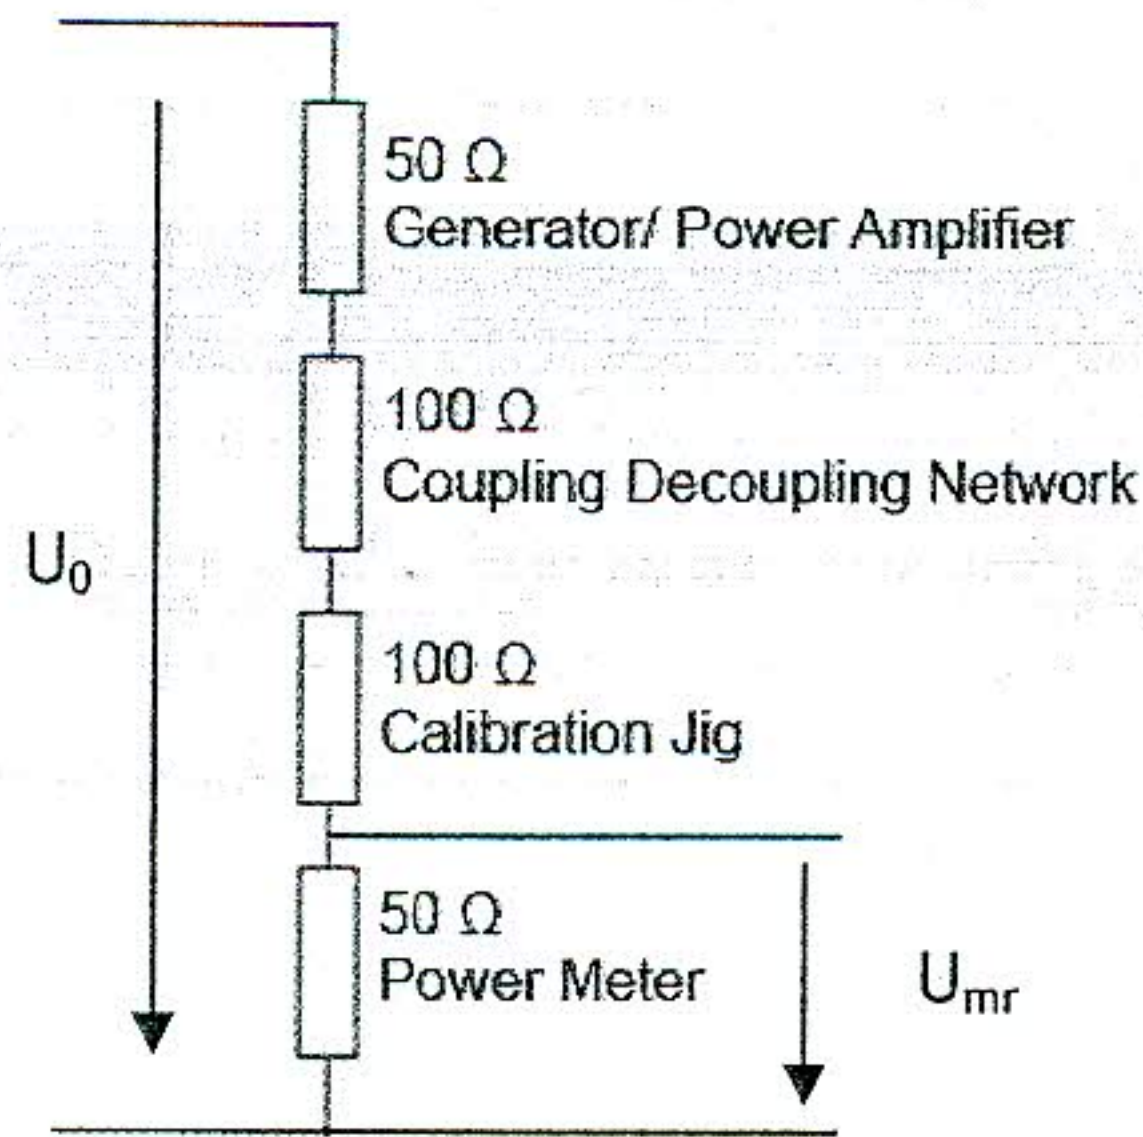 50 Ω
Generator/ Power Amplifier
100 Ω
Coupling Decoupling Network
U₀
100 Ω
Calibration Jig
50 Ω
Power Meter
Uₘᵣ